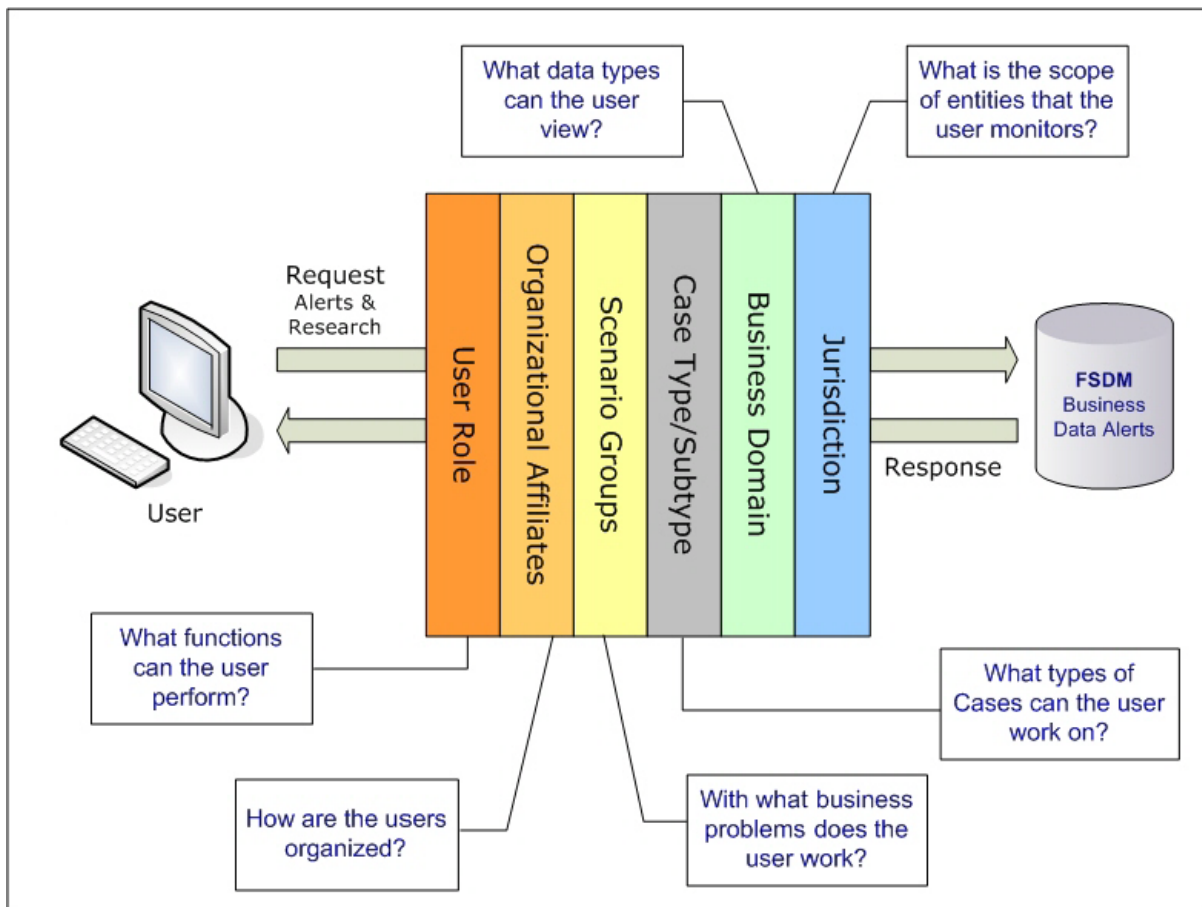 What data types
can the user
view?
What is the scope
of entities that the
user monitors?
Request
Alerts &
Research
User
User Role
Organizational Affiliates
Scenario Groups
Case Type/Subtype
Business Domain
Jurisdiction
Response
FSDM
Business
Data Alerts
What functions
can the user
perform?
What types of
Cases can the user
work on?
How are the users
organized?
With what business
problems does the
user work?